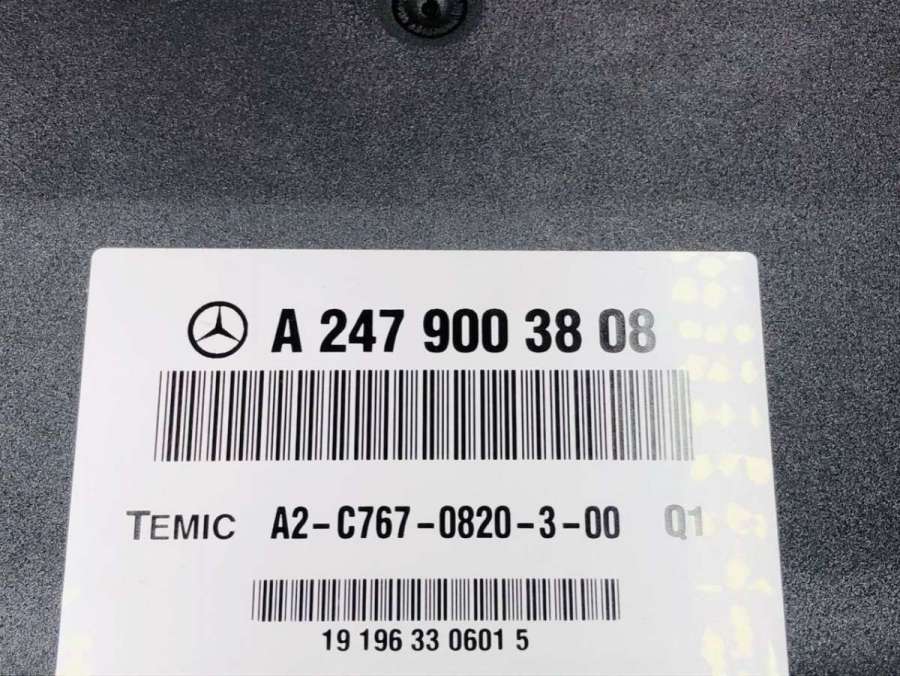 A 247 900 38 08
TEMIC A2-C767-0820-3-00 Q1
19 196 33 0601 5